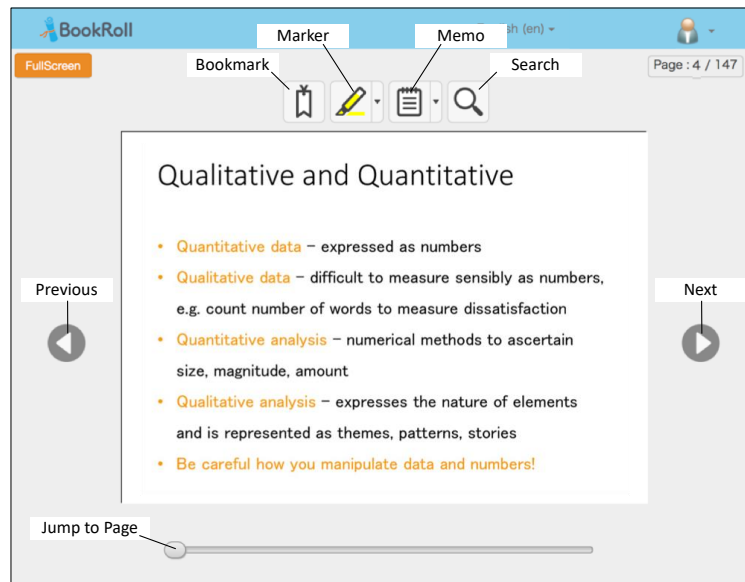 BookRoll
sh (en)
Marker
Memo
Bookmark
Search
FullScreen
Page : 4 / 147
Qualitative and Quantitative
• Quantitative data – expressed as numbers
• Qualitative data – difficult to measure sensibly as numbers,
e.g. count number of words to measure dissatisfaction
Previous
Next
• Quantitative analysis – numerical methods to ascertain
size, magnitude, amount
• Qualitative analysis – expresses the nature of elements
and is represented as themes, patterns, stories
• Be careful how you manipulate data and numbers!
Jump to Page